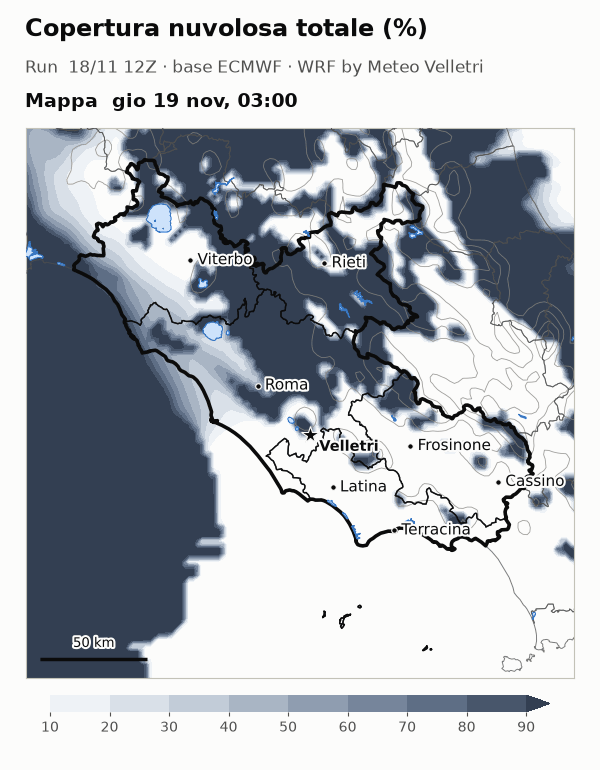 Copertura nuvolosa totale (%)
Run  18/11 12Z · base ECMWF · WRF by Meteo Velletri
Mappa  gio 19 nov, 03:00
Viterbo
Rieti
Roma
Velletri
Frosinone
Cassino
Latina
Terracina
50 km
10 20 30 40 50 60 70 80 90